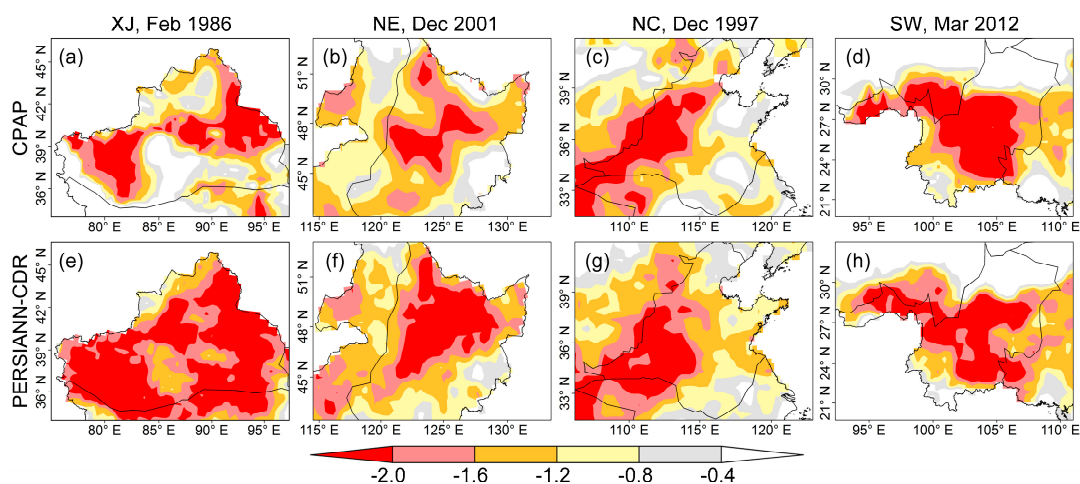 XJ, Feb 1986 NE, Dec 2001 NC, Dec 1997 SW, Mar 2012
CPAP
(a) (b) (c) (d)
45° N 42° N 39° N 36° N
51° N 48° N 45° N
39° N 36° N 33° N
30° N 27° N 24° N 21° N
80° E 85° E 90° E 95° E
115° E 120° E 125° E 130° E
110° E 115° E 120° E
95° E 100° E 105° E 110° E
PERSIANN-CDR
(e) (f) (g) (h)
45° N 42° N 39° N 36° N
51° N 48° N 45° N
39° N 36° N 33° N
30° N 27° N 24° N 21° N
80° E 85° E 90° E 95° E
115° E 120° E 125° E 130° E
110° E 115° E 120° E
95° E 100° E 105° E 110° E
-2.0 -1.6 -1.2 -0.8 -0.4